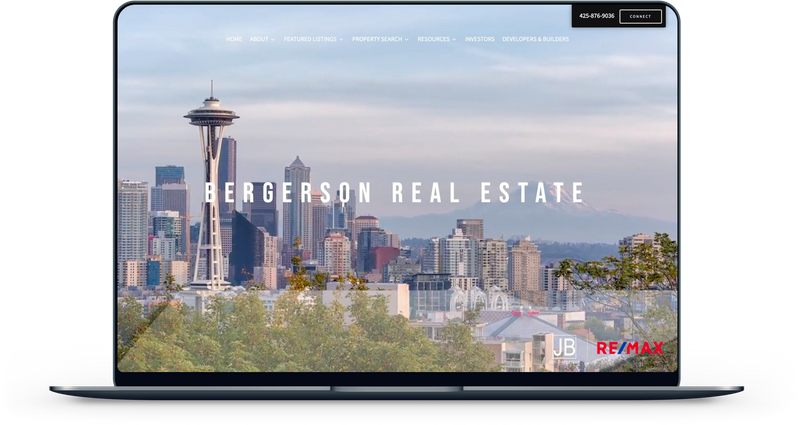 425-876-9036 CONNECT
HOME ABOUT FEATURED LISTINGS PROPERTY SEARCH RESOURCES INVESTORS DEVELOPERS & BUILDERS
BERGERSON REAL ESTATE
JB RE/MAX